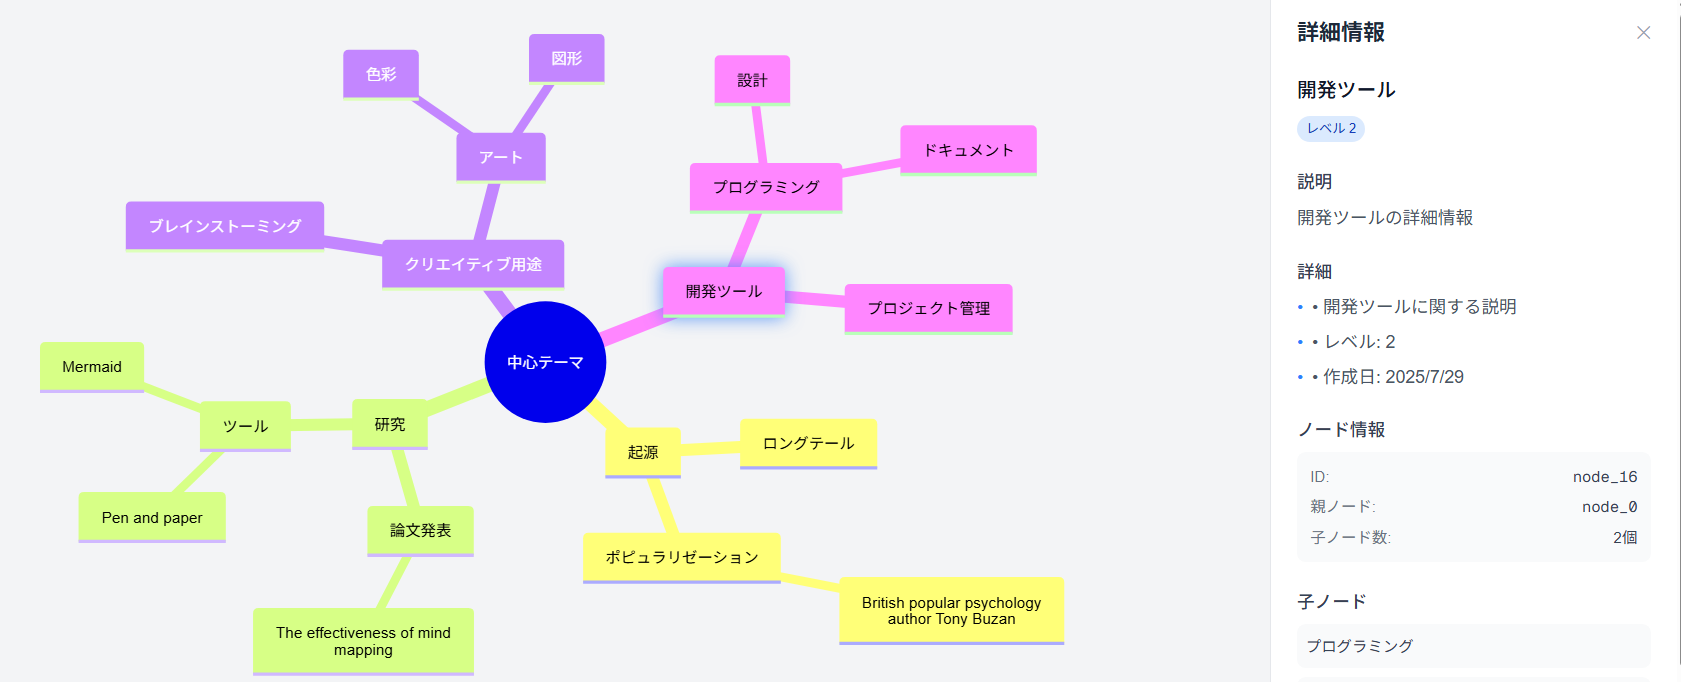 色彩
図形
アート
ブレインストーミング
クリエイティブ用途
設計
ドキュメント
プログラミング
開発ツール
プロジェクト管理
中心テーマ
Mermaid
ツール
研究
Pen and paper
論文発表
The effectiveness of mind
mapping
起源
ロングテール
ポピュラリゼーション
British popular psychology
author Tony Buzan
詳細情報
開発ツール
レベル 2
説明
開発ツールの詳細情報
詳細
• • 開発ツールに関する説明
• • レベル: 2
• • 作成日: 2025/7/29
ノード情報
ID: node_16
親ノード: node_0
子ノード数: 2個
子ノード
プログラミング